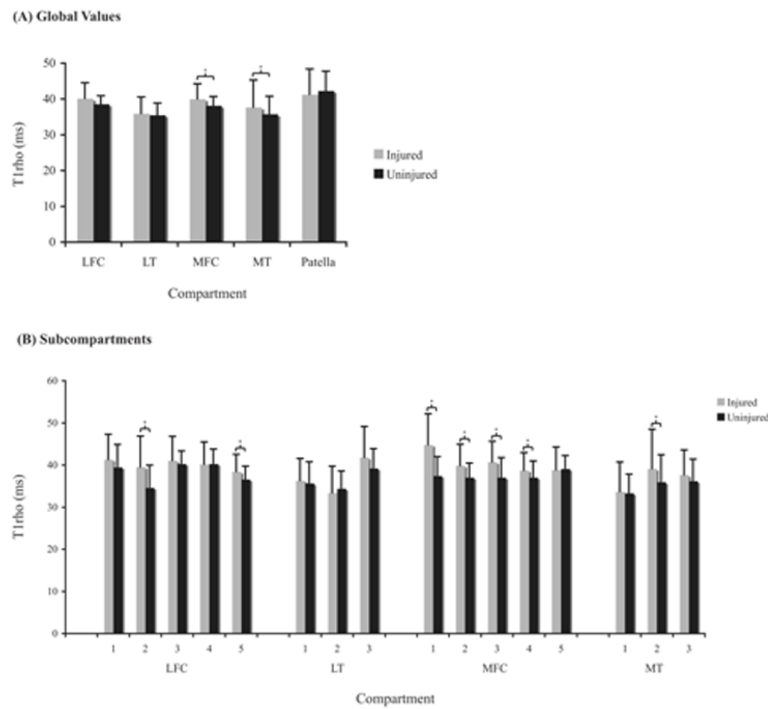 (A) Global Values
50
40
30
20
10
0
T1rho (ms)
* *
LFC LT MFC MT Patella
Compartment
Injured
Uninjured
(B) Subcompartments
60
50
40
30
20
10
0
T1rho (ms)
* * * * * * *
1 2 3 4 5 1 2 3 1 2 3 4 5 1 2 3
LFC LT MFC MT
Compartment
Injured
Uninjured